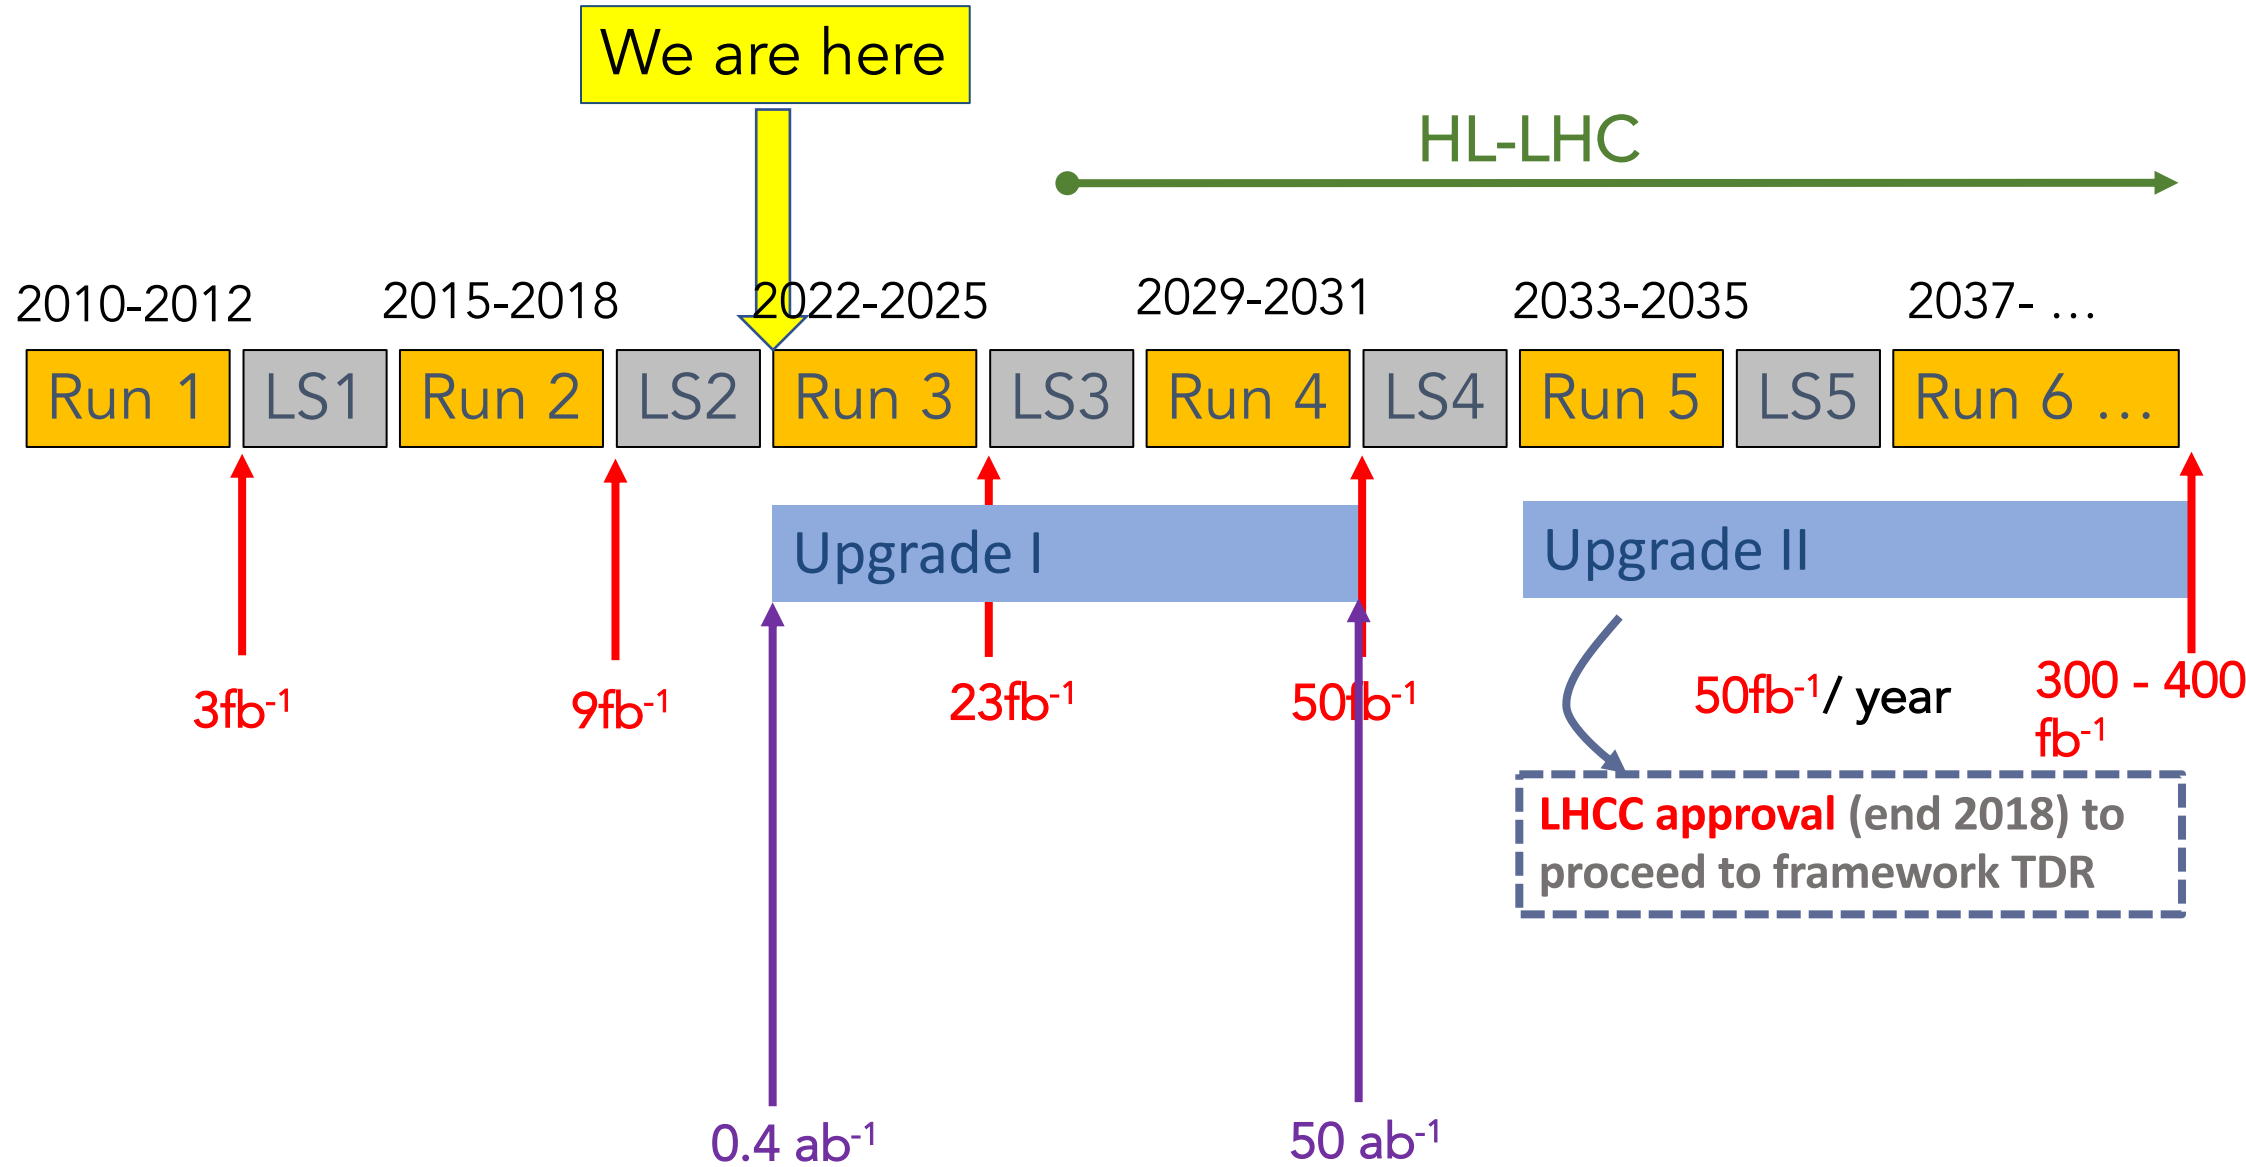 We are here
HL-LHC
2010-2012 2015-2018 2022-2025 2029-2031 2033-2035 2037- …
Run 1 LS1 Run 2 LS2 Run 3 LS3 Run 4 LS4 Run 5 LS5 Run 6 …
Upgrade I Upgrade II
3fb⁻¹ 9fb⁻¹ 23fb⁻¹ 50fb⁻¹ 50fb⁻¹/ year 300 - 400
fb⁻¹
LHCC approval (end 2018) to
proceed to framework TDR
0.4 ab⁻¹ 50 ab⁻¹